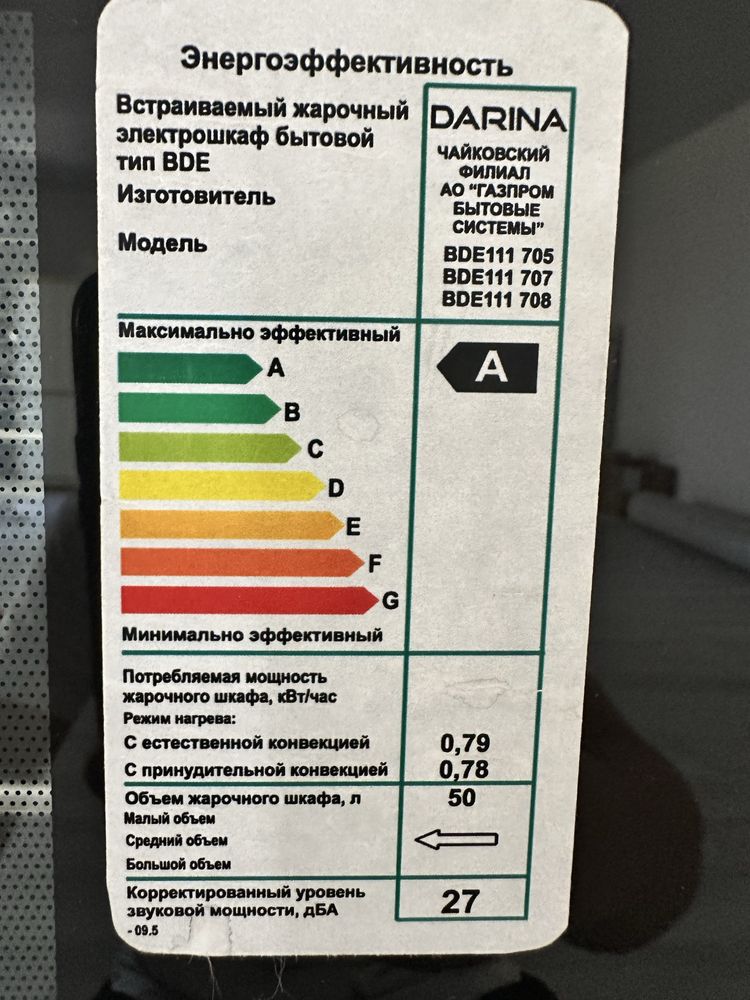 Энергоэффективность
Встраиваемый жарочный
электрошкаф бытовой
тип BDE
Изготовитель
Модель
DARINA
ЧАЙКОВСКИЙ
ФИЛИАЛ
АО “ГАЗПРОМ
БЫТОВЫЕ
СИСТЕМЫ”
BDE111 705
BDE111 707
BDE111 708
Максимально эффективный
A
A
B
C
D
E
F
G
Минимально эффективный
Потребляемая мощность
жарочного шкафа, кВт/час
Режим нагрева:
С естественной конвекцией 0,79
С принудительной конвекцией 0,78
Объем жарочного шкафа, л 50
Малый объем
Средний объем
Большой объем
Корректированный уровень
звуковой мощности, дБА 27
- 09.5